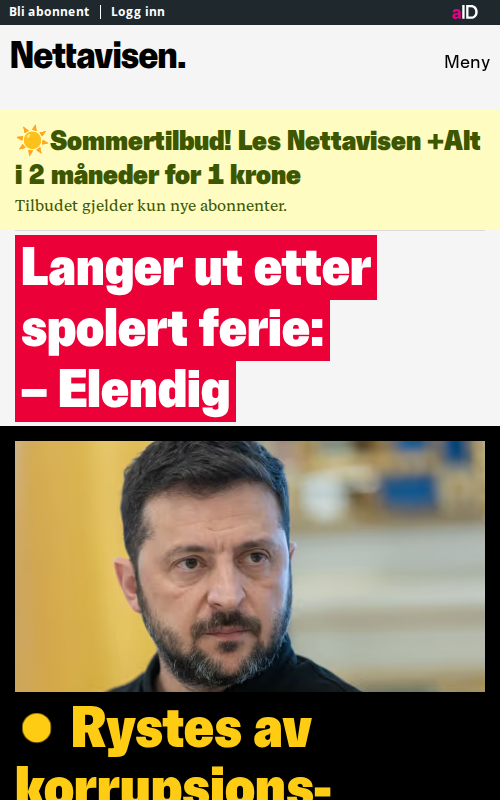 Bli abonnent | Logg inn
aID
Nettavisen.
Meny
☀️Sommertilbud! Les Nettavisen +Alt
i 2 måneder for 1 krone
Tilbudet gjelder kun nye abonnenter.
Langer ut etter
spolert ferie:
– Elendig
Rystes av
korrupsjons-